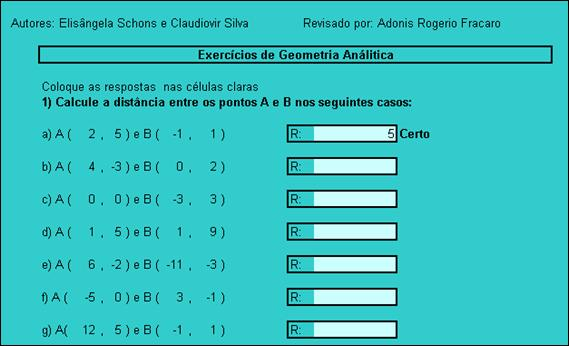 Autores: Elisângela Schons e Claudiovir Silva Revisado por: Adonis Rogerio Fracaro
Exercícios de Geometria Análitica
Coloque as respostas nas células claras
1) Calcule a distância entre os pontos A e B nos seguintes casos:
a) A ( 2 , 5 ) e B ( -1 , 1 ) R: 5 Certo
b) A ( 4 , -3 ) e B ( 0 , 2 ) R:
c) A ( 0 , 0 ) e B ( -3 , 3 ) R:
d) A ( 1 , 5 ) e B ( 1 , 9 ) R:
e) A ( 6 , -2 ) e B ( -11 , -3 ) R:
f) A ( -5 , 0 ) e B ( 3 , -1 ) R:
g) A( 12 , 5 ) e B ( -1 , 1 ) R: